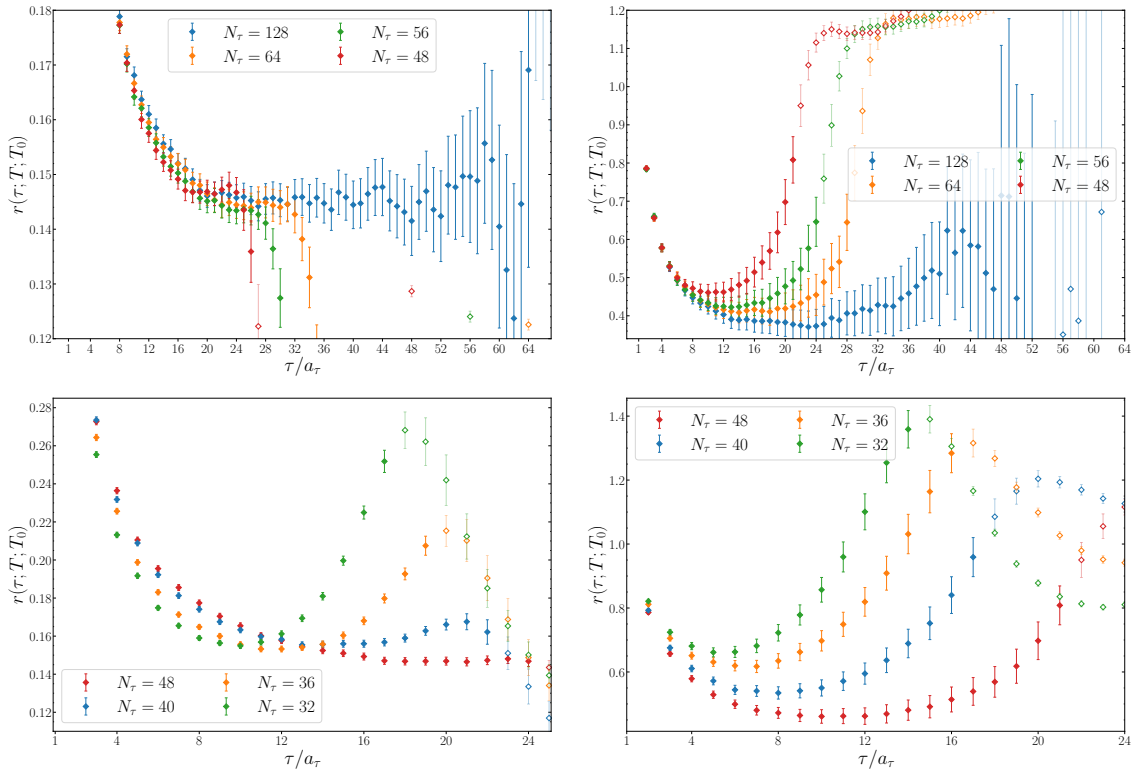 0.18
0.17
0.16
0.15
0.14
0.13
0.12
r(τ; T; T₀)
N_τ = 128
N_τ = 64
N_τ = 56
N_τ = 48
1 4 8 12 16 20 24 28 32 36 40 44 48 52 56 60 64
τ/a_τ
1.2
1.1
1.0
0.9
0.8
0.7
0.6
0.5
0.4
r(τ; T; T₀)
N_τ = 128
N_τ = 64
N_τ = 56
N_τ = 48
1 4 8 12 16 20 24 28 32 36 40 44 48 52 56 60 64
τ/a_τ
0.28
0.26
0.24
0.22
0.20
0.18
0.16
0.14
0.12
r(τ; T; T₀)
N_τ = 48
N_τ = 40
N_τ = 36
N_τ = 32
1 4 8 12 16 20 24
τ/a_τ
1.4
1.2
1.0
0.8
0.6
r(τ; T; T₀)
N_τ = 48
N_τ = 40
N_τ = 36
N_τ = 32
1 4 8 12 16 20 24
τ/a_τ